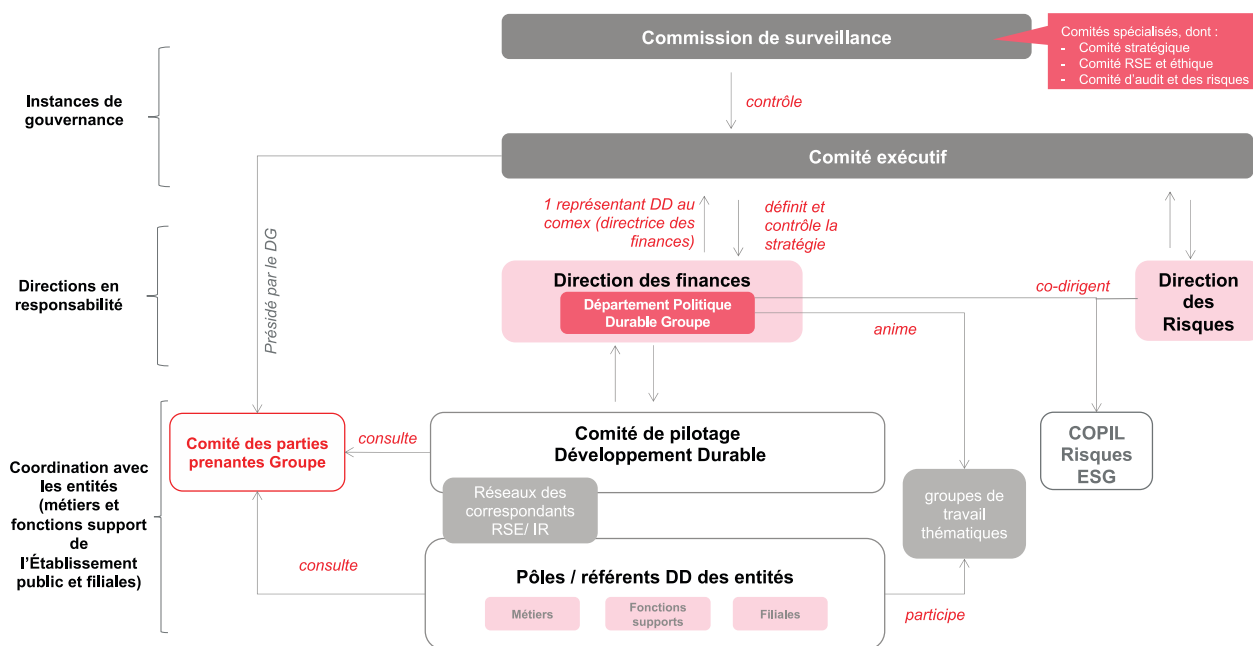 Commission de surveillance
Comités spécialisés, dont :
- Comité stratégique
- Comité RSE et éthique
- Comité d'audit et des risques
Instances de
gouvernance
contrôle
Comité exécutif
1 représentant DD au
comex (directrice des
finances)
définit et
contrôle la
stratégie
Directions en
responsabilité
Présidé par le DG
Direction des finances
Département Politique
Durable Groupe
co-dirigent
anime
Direction
des
Risques
Coordination avec
les entités
(métiers et
fonctions support
de
l'Établissement
public et filiales)
Comité des parties
prenantes Groupe
consulte
Comité de pilotage
Développement Durable
COPIL
Risques
ESG
Réseaux des
correspondants
RSE/ IR
groupes de
travail
thématiques
consulte
Pôles / référents DD des entités
Métiers
Fonctions
supports
Filiales
participe